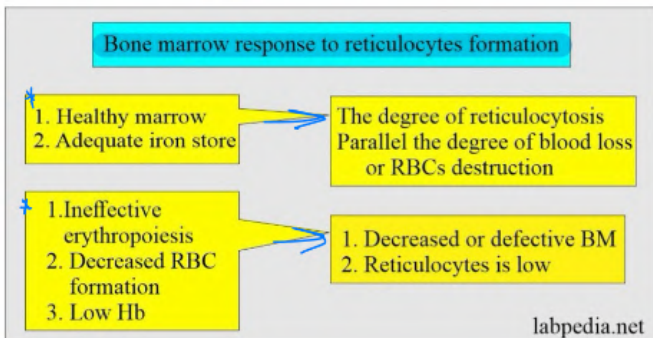 Bone marrow response to reticulocytes formation
1. Healthy marrow
2. Adequate iron store
The degree of reticulocytosis
Parallel the degree of blood loss
or RBCs destruction
1.Ineffective
erythropoiesis
2. Decreased RBC
formation
3. Low Hb
1. Decreased or defective BM
2. Reticulocytes is low
labpedia.net